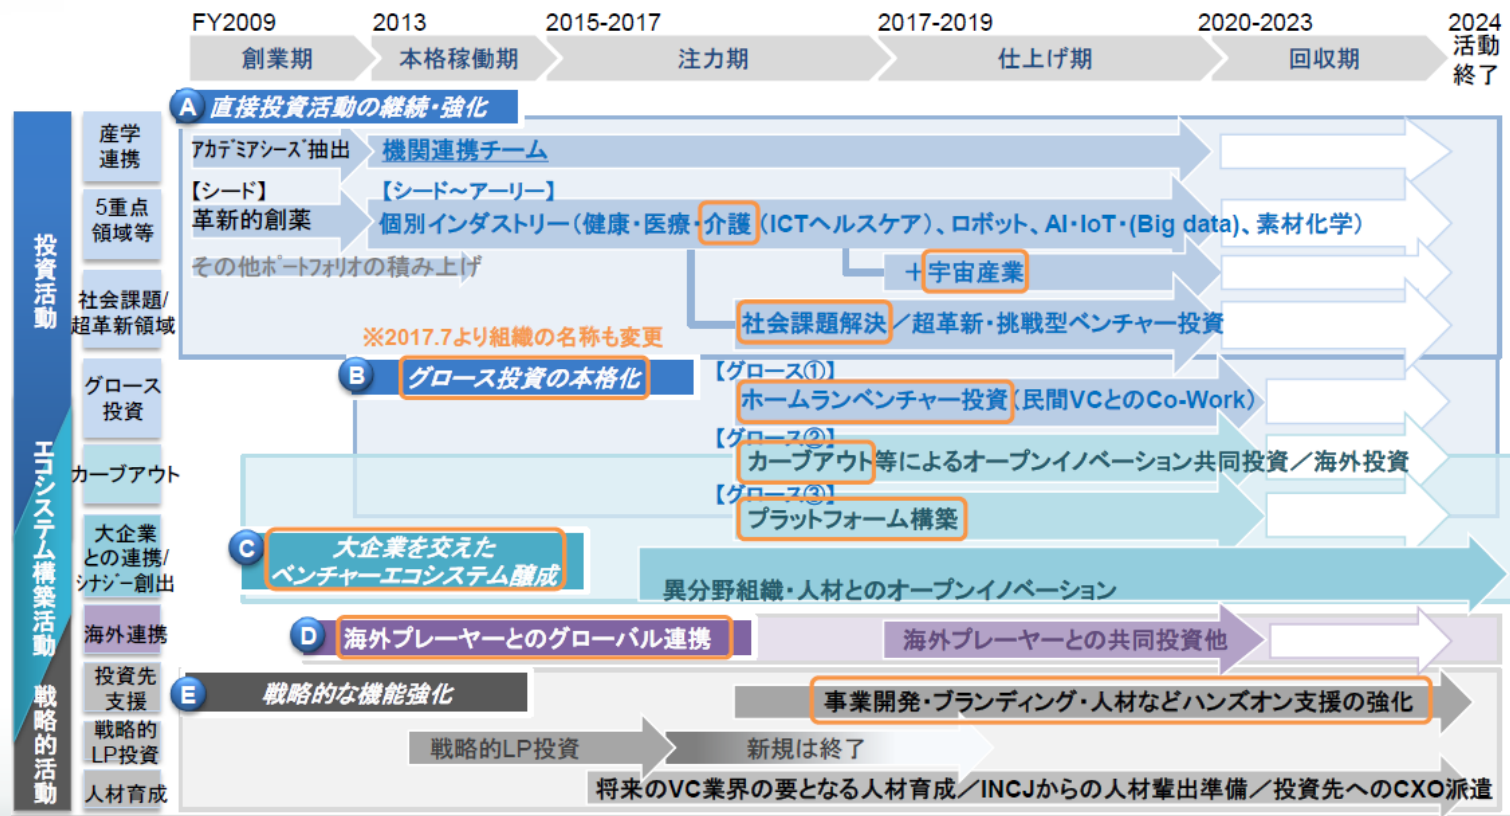 FY2009
2013
2015-2017
2017-2019
2020-2023
2024
活動
終了
創業期
本格稼働期
注力期
仕上げ期
回収期
投資活動
エコシステム構築活動
戦略的活動
A 直接投資活動の継続・強化
産学
連携
アカデミアシーズ抽出
機関連携チーム
5重点
領域等
【シード】
革新的創薬
【シード～アーリー】
個別インダストリー（健康・医療・介護（ICTヘルスケア）、ロボット、AI・IoT・(Big data)、素材化学）
その他ポートフォリオの積み上げ
＋宇宙産業
社会課題/
超革新領域
社会課題解決／超革新・挑戦型ベンチャー投資
※2017.7より組織の名称も変更
B グロース投資の本格化
グロース
投資
【グロース①】
ホームランベンチャー投資（民間VCとのCo-Work）
カーブアウト
【グロース②】
カーブアウト等によるオープンイノベーション共同投資／海外投資
【グロース③】
プラットフォーム構築
大企業
との連携/
シナジー創出
C 大企業を交えた
ベンチャーエコシステム醸成
異分野組織・人材とのオープンイノベーション
海外連携
D 海外プレーヤーとのグローバル連携
海外プレーヤーとの共同投資他
投資先
支援
E 戦略的な機能強化
事業開発・ブランディング・人材などハンズオン支援の強化
戦略的
LP投資
戦略的LP投資
新規は終了
人材育成
将来のVC業界の要となる人材育成／INCJからの人材輩出準備／投資先へのCXO派遣